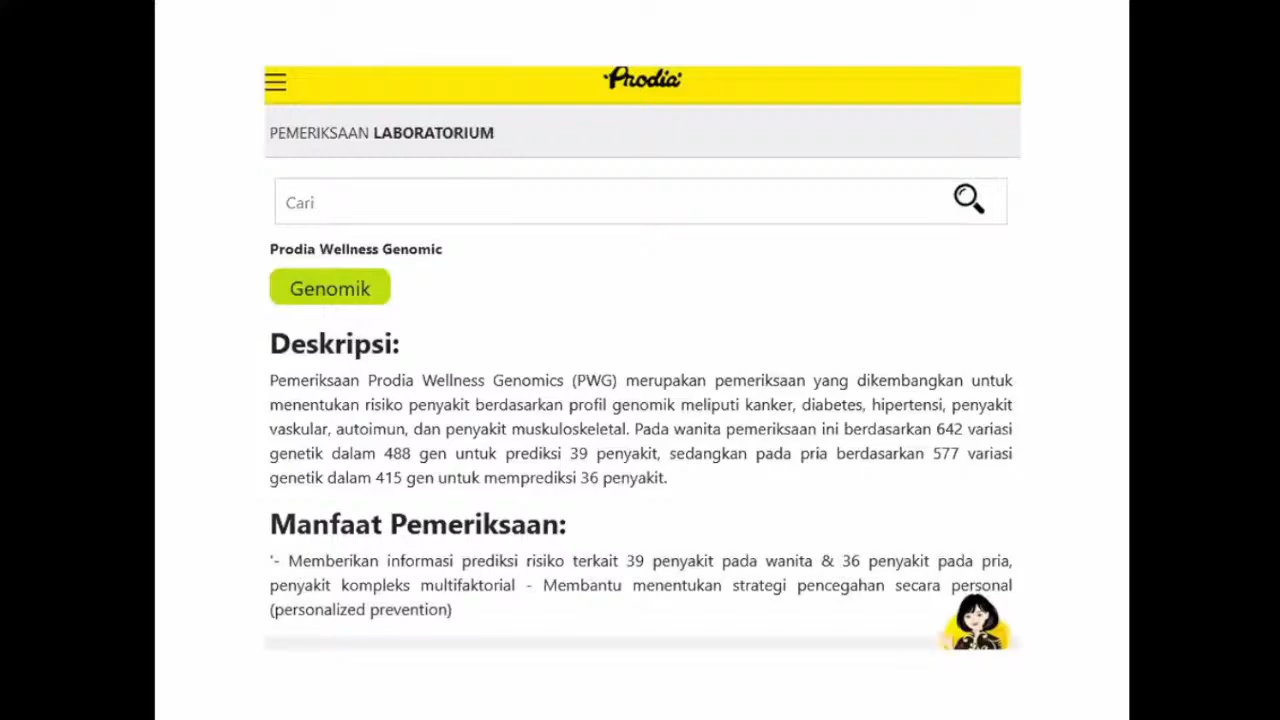 Prodia
PEMERIKSAAN LABORATORIUM
Cari
Prodia Wellness Genomic
Genomik
Deskripsi:
Pemeriksaan Prodia Wellness Genomics (PWG) merupakan pemeriksaan yang dikembangkan untuk
menentukan risiko penyakit berdasarkan profil genomik meliputi kanker, diabetes, hipertensi, penyakit
vaskular, autoimun, dan penyakit muskuloskeletal. Pada wanita pemeriksaan ini berdasarkan 642 variasi
genetik dalam 488 gen untuk prediksi 39 penyakit, sedangkan pada pria berdasarkan 577 variasi
genetik dalam 415 gen untuk memprediksi 36 penyakit.
Manfaat Pemeriksaan:
'- Memberikan informasi prediksi risiko terkait 39 penyakit pada wanita & 36 penyakit pada pria,
penyakit kompleks multifaktorial - Membantu menentukan strategi pencegahan secara personal
(personalized prevention)